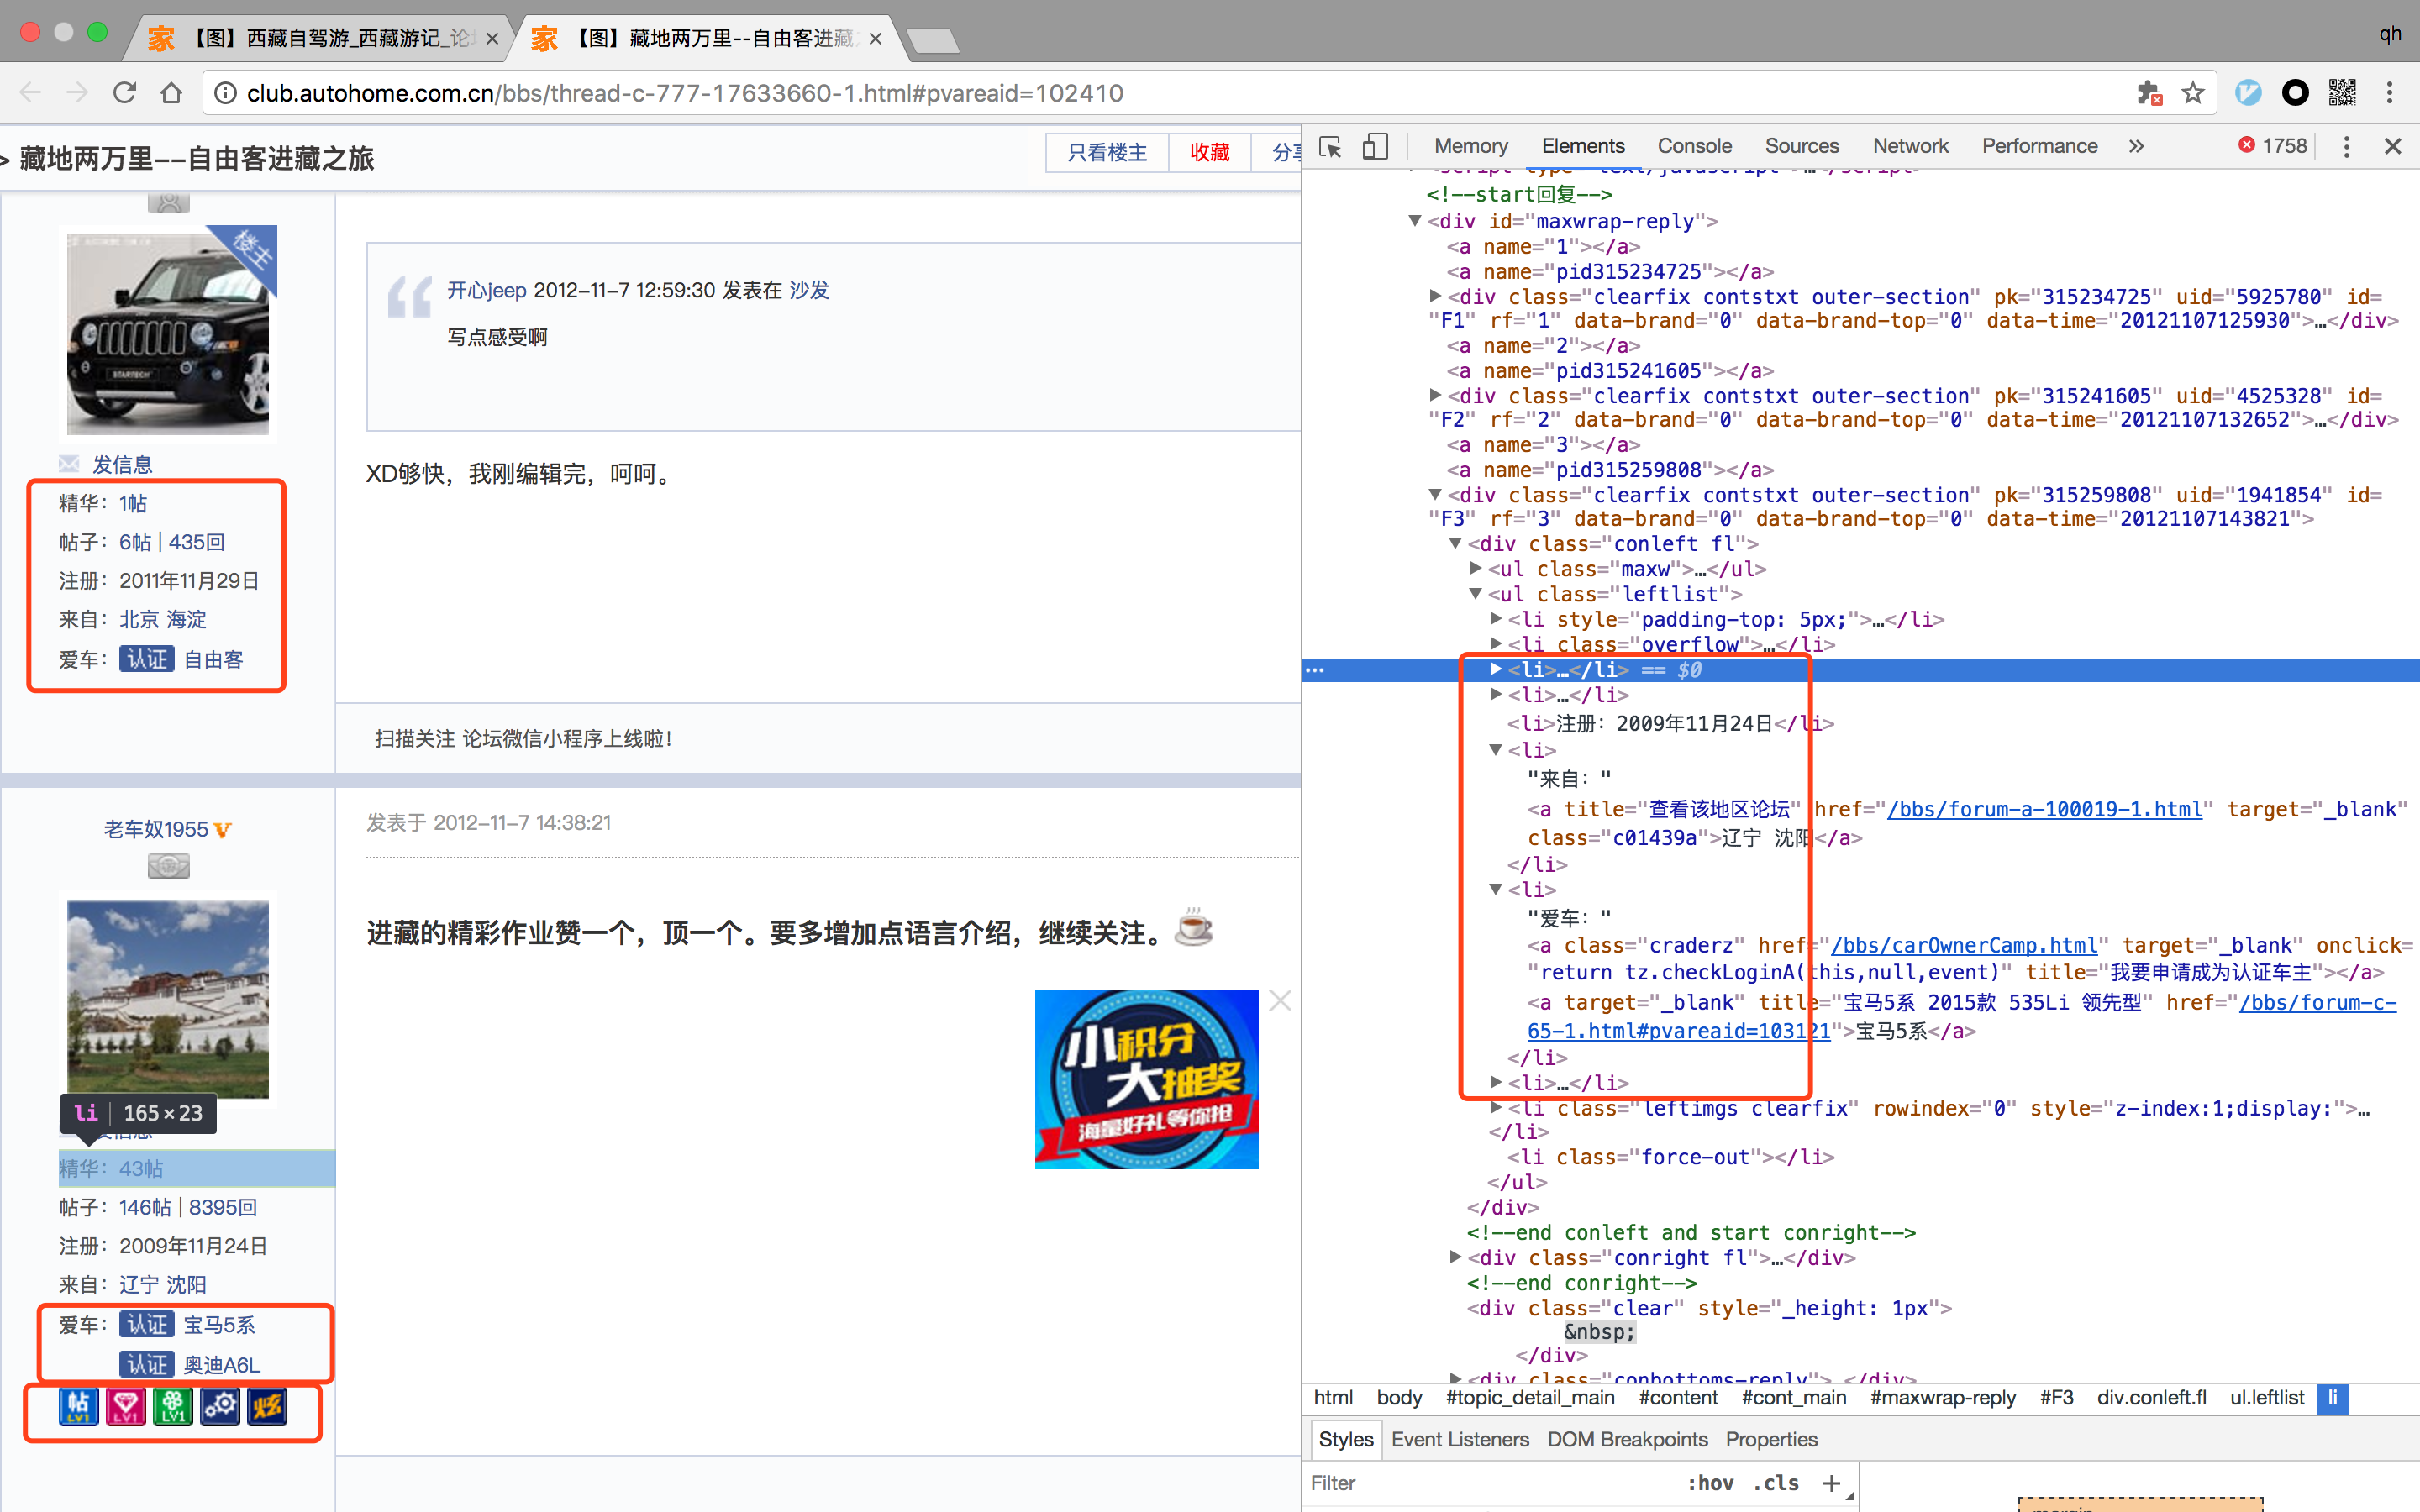 【图】西藏自驾游_西藏游记_论坛
【图】藏地两万里--自由客进藏之
qh
club.autohome.com.cn/bbs/thread-c-777-17633660-1.html#pvareaid=102410
> 藏地两万里--自由客进藏之旅
只看楼主
收藏
分享
楼主
STARTECH
发信息
精华：1帖
帖子：6帖 | 435回
注册：2011年11月29日
来自：北京 海淀
爱车：认证 自由客
开心jeep 2012-11-7 12:59:30 发表在 沙发
写点感受啊
XD够快，我刚编辑完，呵呵。
扫描关注 论坛微信小程序上线啦！
老车奴1955
发表于 2012-11-7 14:38:21
进藏的精彩作业赞一个，顶一个。要多增加点语言介绍，继续关注。
小积分
大抽奖
海量好礼等你抢
li | 165×23
精华：43帖
帖子：146帖 | 8395回
注册：2009年11月24日
来自：辽宁 沈阳
爱车：认证 宝马5系
认证 奥迪A6L
帖 LV1 LV1 LV1 炫
Memory Elements Console Sources Network Performance » 1758
<script type="text/javascript">…</script>
<!--start回复-->
<div id="maxwrap-reply">
<a name="1"></a>
<a name="pid315234725"></a>
<div class="clearfix contstxt outer-section" pk="315234725" uid="5925780" id=
"F1" rf="1" data-brand="0" data-brand-top="0" data-time="20121107125930">…</div>
<a name="2"></a>
<a name="pid315241605"></a>
<div class="clearfix contstxt outer-section" pk="315241605" uid="4525328" id=
"F2" rf="2" data-brand="0" data-brand-top="0" data-time="20121107132652">…</div>
<a name="3"></a>
<a name="pid315259808"></a>
<div class="clearfix contstxt outer-section" pk="315259808" uid="1941854" id=
"F3" rf="3" data-brand="0" data-brand-top="0" data-time="20121107143821">
<div class="conleft fl">
<ul class="maxw">…</ul>
<ul class="leftlist">
<li style="padding-top: 5px;">…</li>
<li class="overflow">…</li>
… <li>…</li> == $0
<li>…</li>
<li>注册：2009年11月24日</li>
<li>
"来自："
<a title="查看该地区论坛" href="/bbs/forum-a-100019-1.html" target="_blank"
class="c01439a">辽宁 沈阳</a>
</li>
<li>
"爱车："
<a class="craderz" href="/bbs/carOwnerCamp.html" target="_blank" onclick=
"return tz.checkLoginA(this,null,event)" title="我要申请成为认证车主"></a>
<a target="_blank" title="宝马5系 2015款 535Li 领先型" href="/bbs/forum-c-
65-1.html#pvareaid=103121">宝马5系</a>
</li>
<li>…</li>
<li class="leftimgs clearfix" rowindex="0" style="z-index:1;display:">…
</li>
<li class="force-out"></li>
</ul>
</div>
<!--end conleft and start conright-->
<div class="conright fl">…</div>
<!--end conright-->
<div class="clear" style="_height: 1px">
&nbsp;
</div>
<div class="conbottoms-reply"> </div>
html body #topic_detail_main #content #cont_main #maxwrap-reply #F3 div.conleft.fl ul.leftlist li
Styles Event Listeners DOM Breakpoints Properties
Filter :hov .cls +
margin